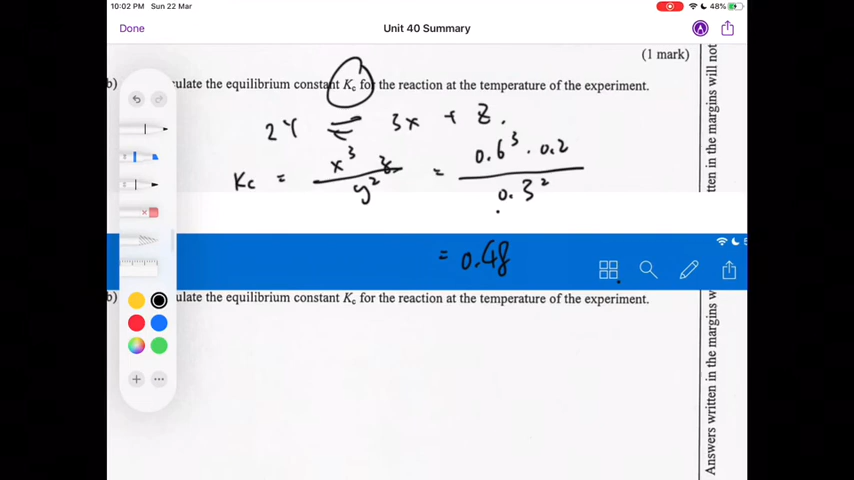 10:02 PM Sun 22 Mar 48%
Done Unit 40 Summary
(1 mark)
b) culate the equilibrium constant Kc for the reaction at the temperature of the experiment.
2Y ⇌ 3X + Z.
Kc = x³ z / y² = 0.6³ · 0.2 / 0.3²
= 0.48
b) culate the equilibrium constant Kc for the reaction at the temperature of the experiment.
tten in the margins will not
Answers written in the margins w